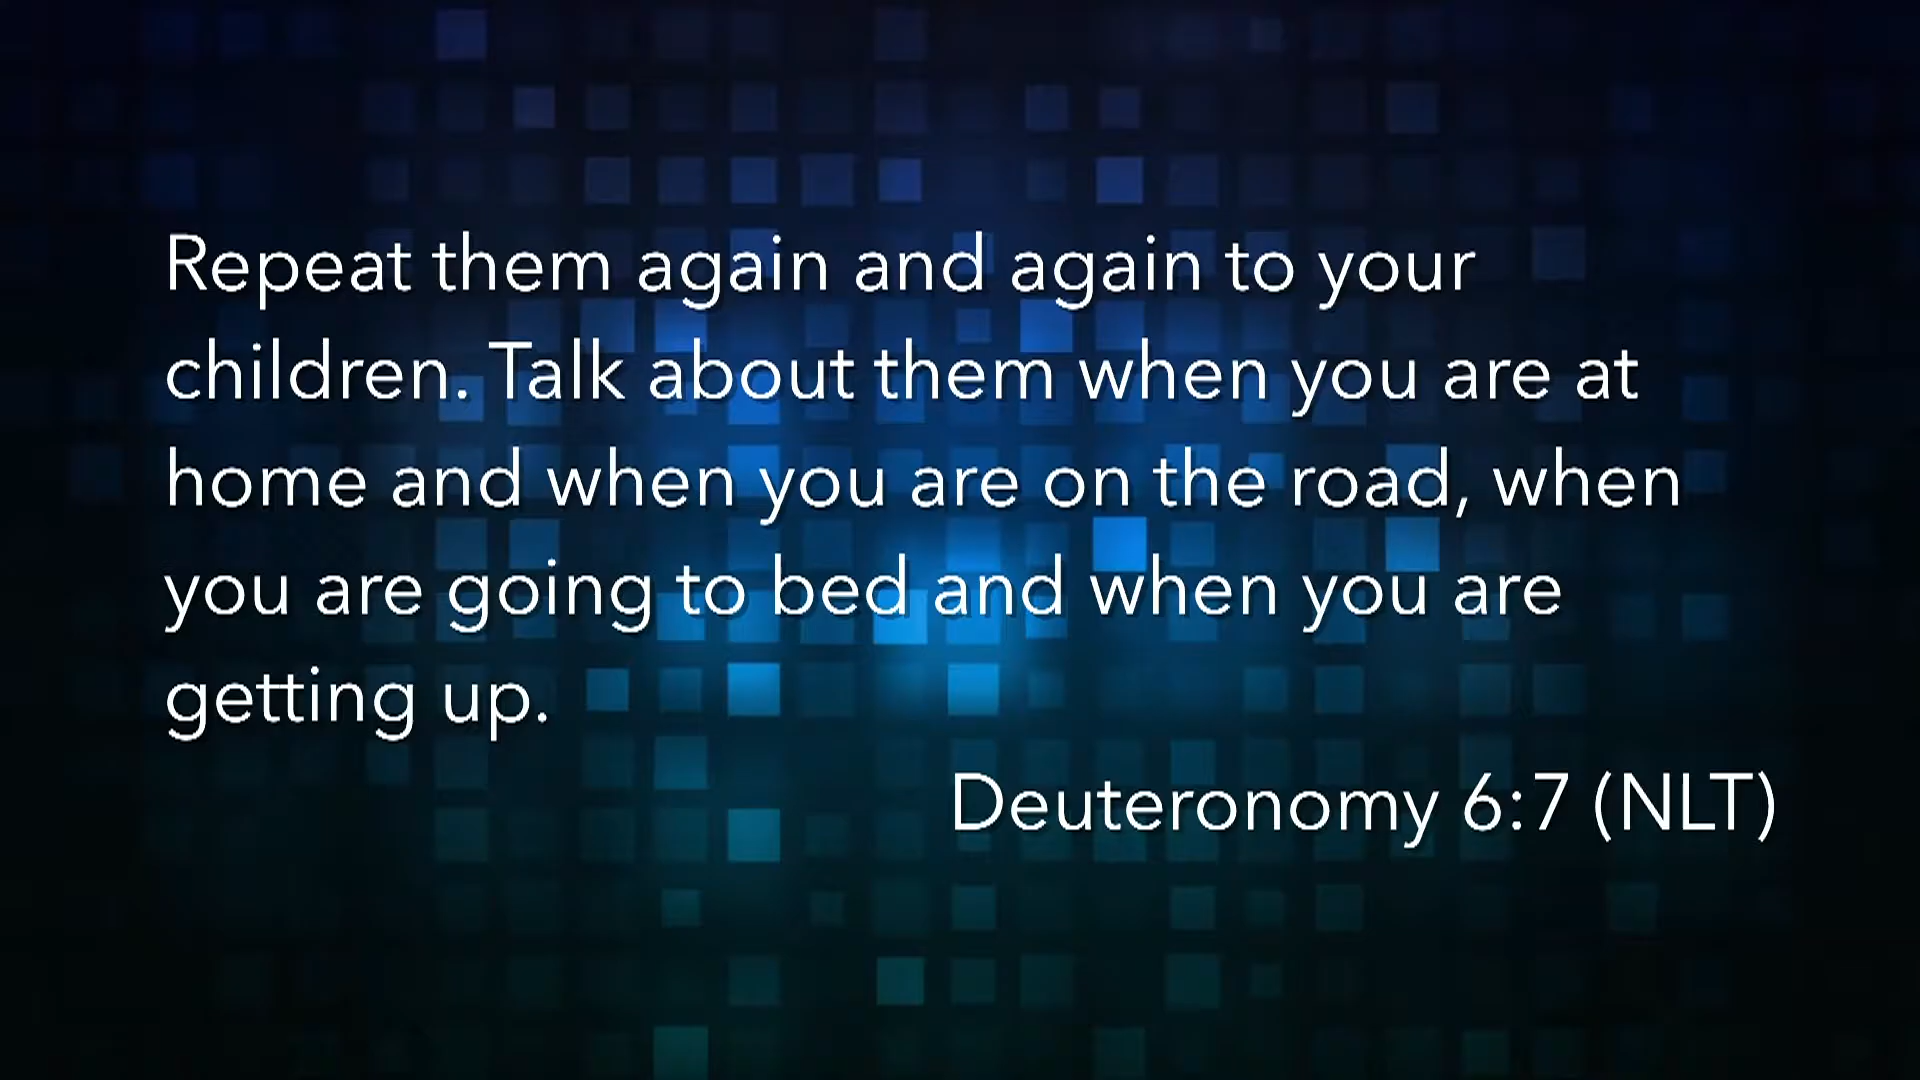 Repeat them again and again to your
children. Talk about them when you are at
home and when you are on the road, when
you are going to bed and when you are
getting up.
Deuteronomy 6:7 (NLT)